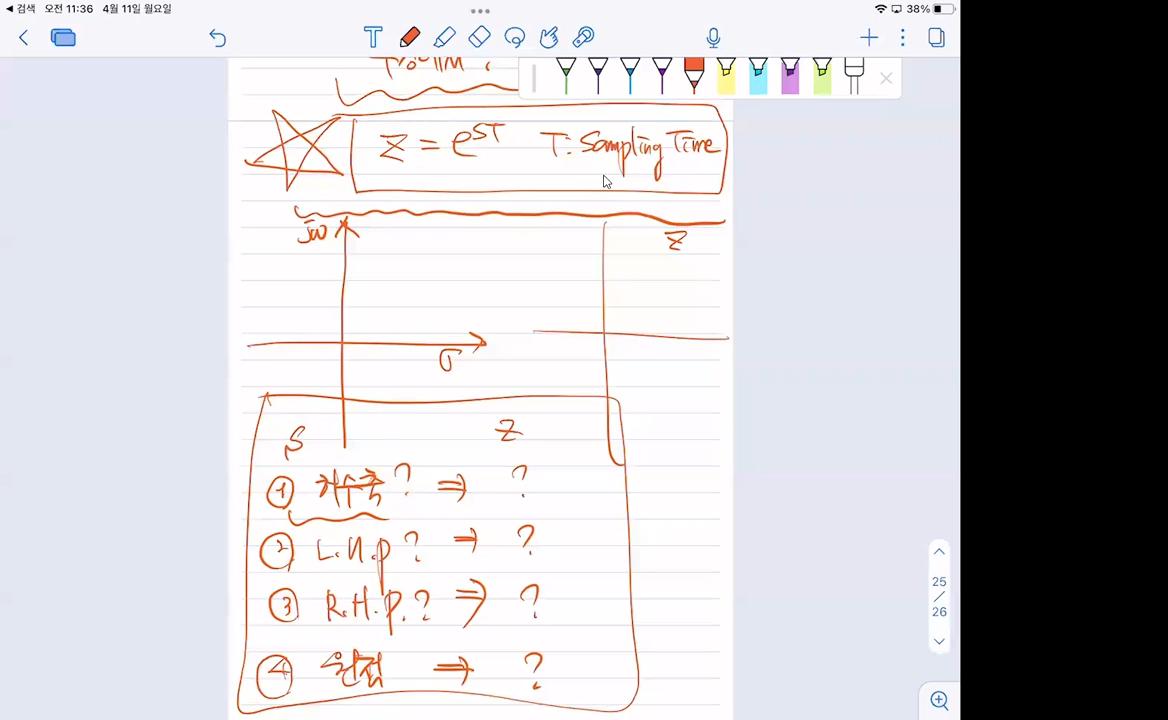 검색 오전 11:36 4월 11일 월요일
38%
Z = e^ST T: Sampling Time
jω
Z
σ
S Z
① 허수축? ⇒ ?
② L.H.P? ⇒ ?
③ R.H.P.? ⇒ ?
④ 원점 ⇒ ?
25
/
26